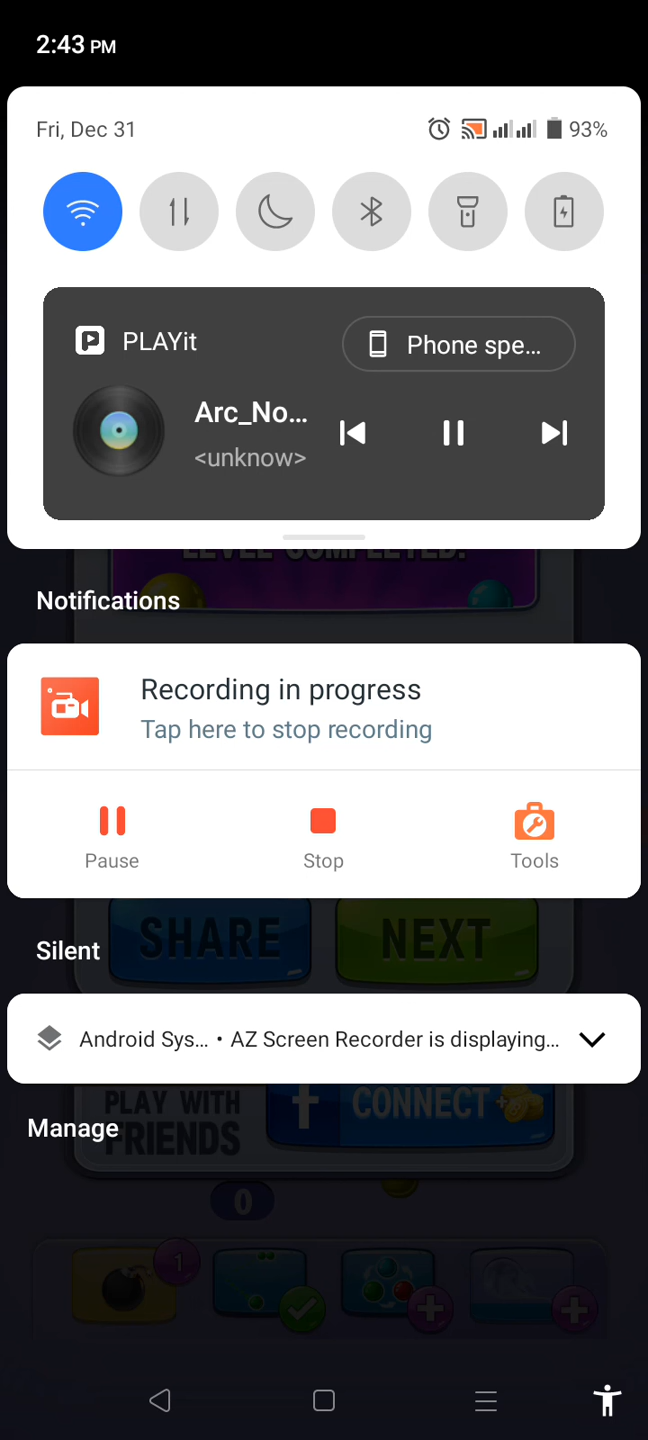 2:43 PM
Fri, Dec 31
93%
PLAYit
Phone spe...
Arc_No...
<unknow>
LEVEL COMPLETED!
Notifications
Recording in progress
Tap here to stop recording
Pause
Stop
Tools
SHARE
NEXT
Silent
Android Sys... • AZ Screen Recorder is displaying...
PLAY WITH
FRIENDS
f CONNECT +
Manage
0
1